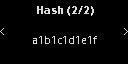 Hash (2/2)
< a1b1c1d1e1f >